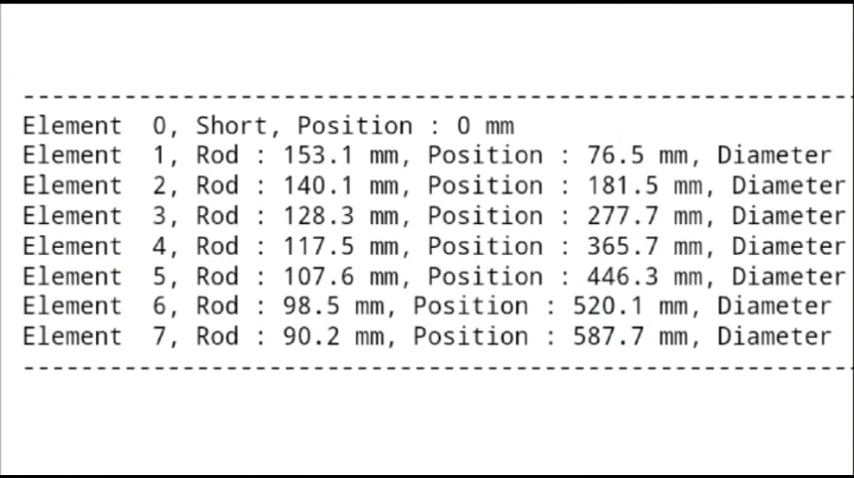 ------------------------------------------------------------
Element  0, Short, Position : 0 mm
Element  1, Rod : 153.1 mm, Position : 76.5 mm, Diameter
Element  2, Rod : 140.1 mm, Position : 181.5 mm, Diameter
Element  3, Rod : 128.3 mm, Position : 277.7 mm, Diameter
Element  4, Rod : 117.5 mm, Position : 365.7 mm, Diameter
Element  5, Rod : 107.6 mm, Position : 446.3 mm, Diameter
Element  6, Rod : 98.5 mm, Position : 520.1 mm, Diameter
Element  7, Rod : 90.2 mm, Position : 587.7 mm, Diameter
------------------------------------------------------------